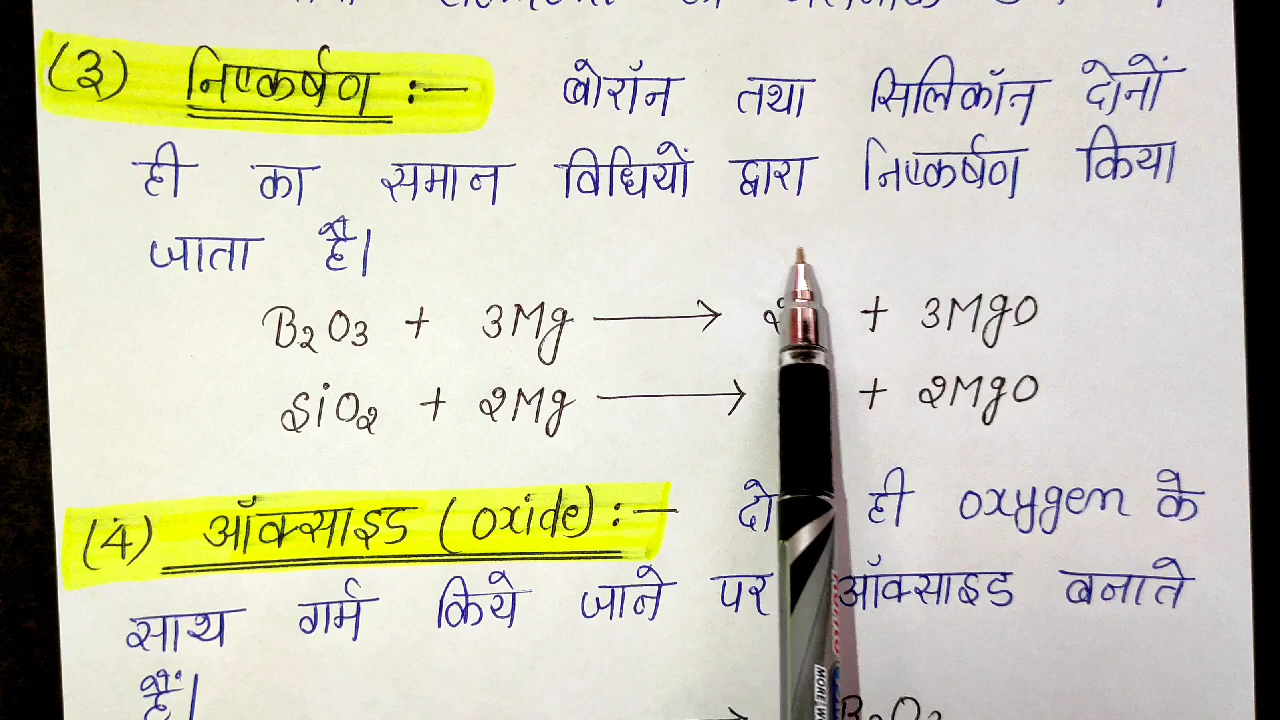 (3) निष्कर्षण :— बोरॉन तथा सिलिकॉन दोनों
ही का समान विधियों द्वारा निष्कर्षण किया
जाता है।
B2O3 + 3Mg ⟶ + 3MgO
SiO2 + 2Mg ⟶ + 2MgO
(4) ऑक्साइड (oxide) :— ही oxygen के
साथ गर्म किये जाने पर ऑक्साइड बनाते
हैं।